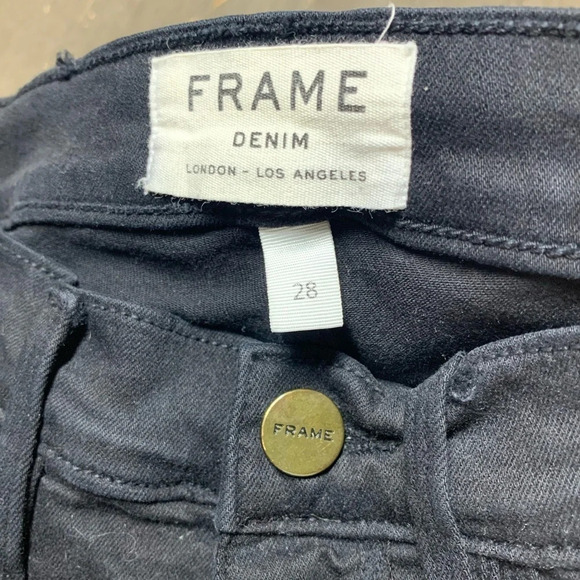 FRAME
DENIM
LONDON - LOS ANGELES
28
FRAME